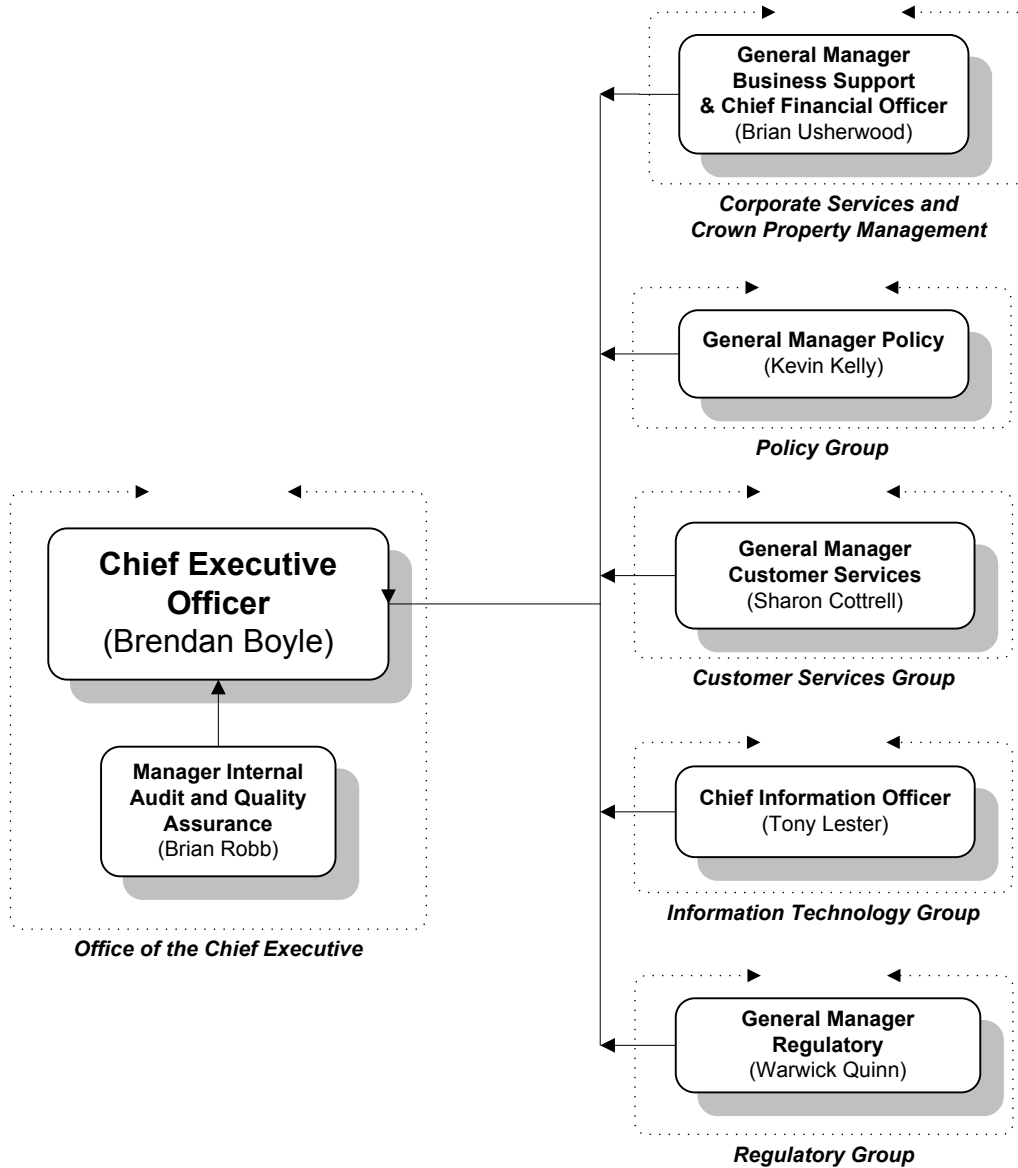 General Manager
Business Support
& Chief Financial Officer
(Brian Usherwood)
Corporate Services and
Crown Property Management
General Manager Policy
(Kevin Kelly)
Policy Group
Chief Executive
Officer
(Brendan Boyle)
Manager Internal
Audit and Quality
Assurance
(Brian Robb)
Office of the Chief Executive
General Manager
Customer Services
(Sharon Cottrell)
Customer Services Group
Chief Information Officer
(Tony Lester)
Information Technology Group
General Manager
Regulatory
(Warwick Quinn)
Regulatory Group